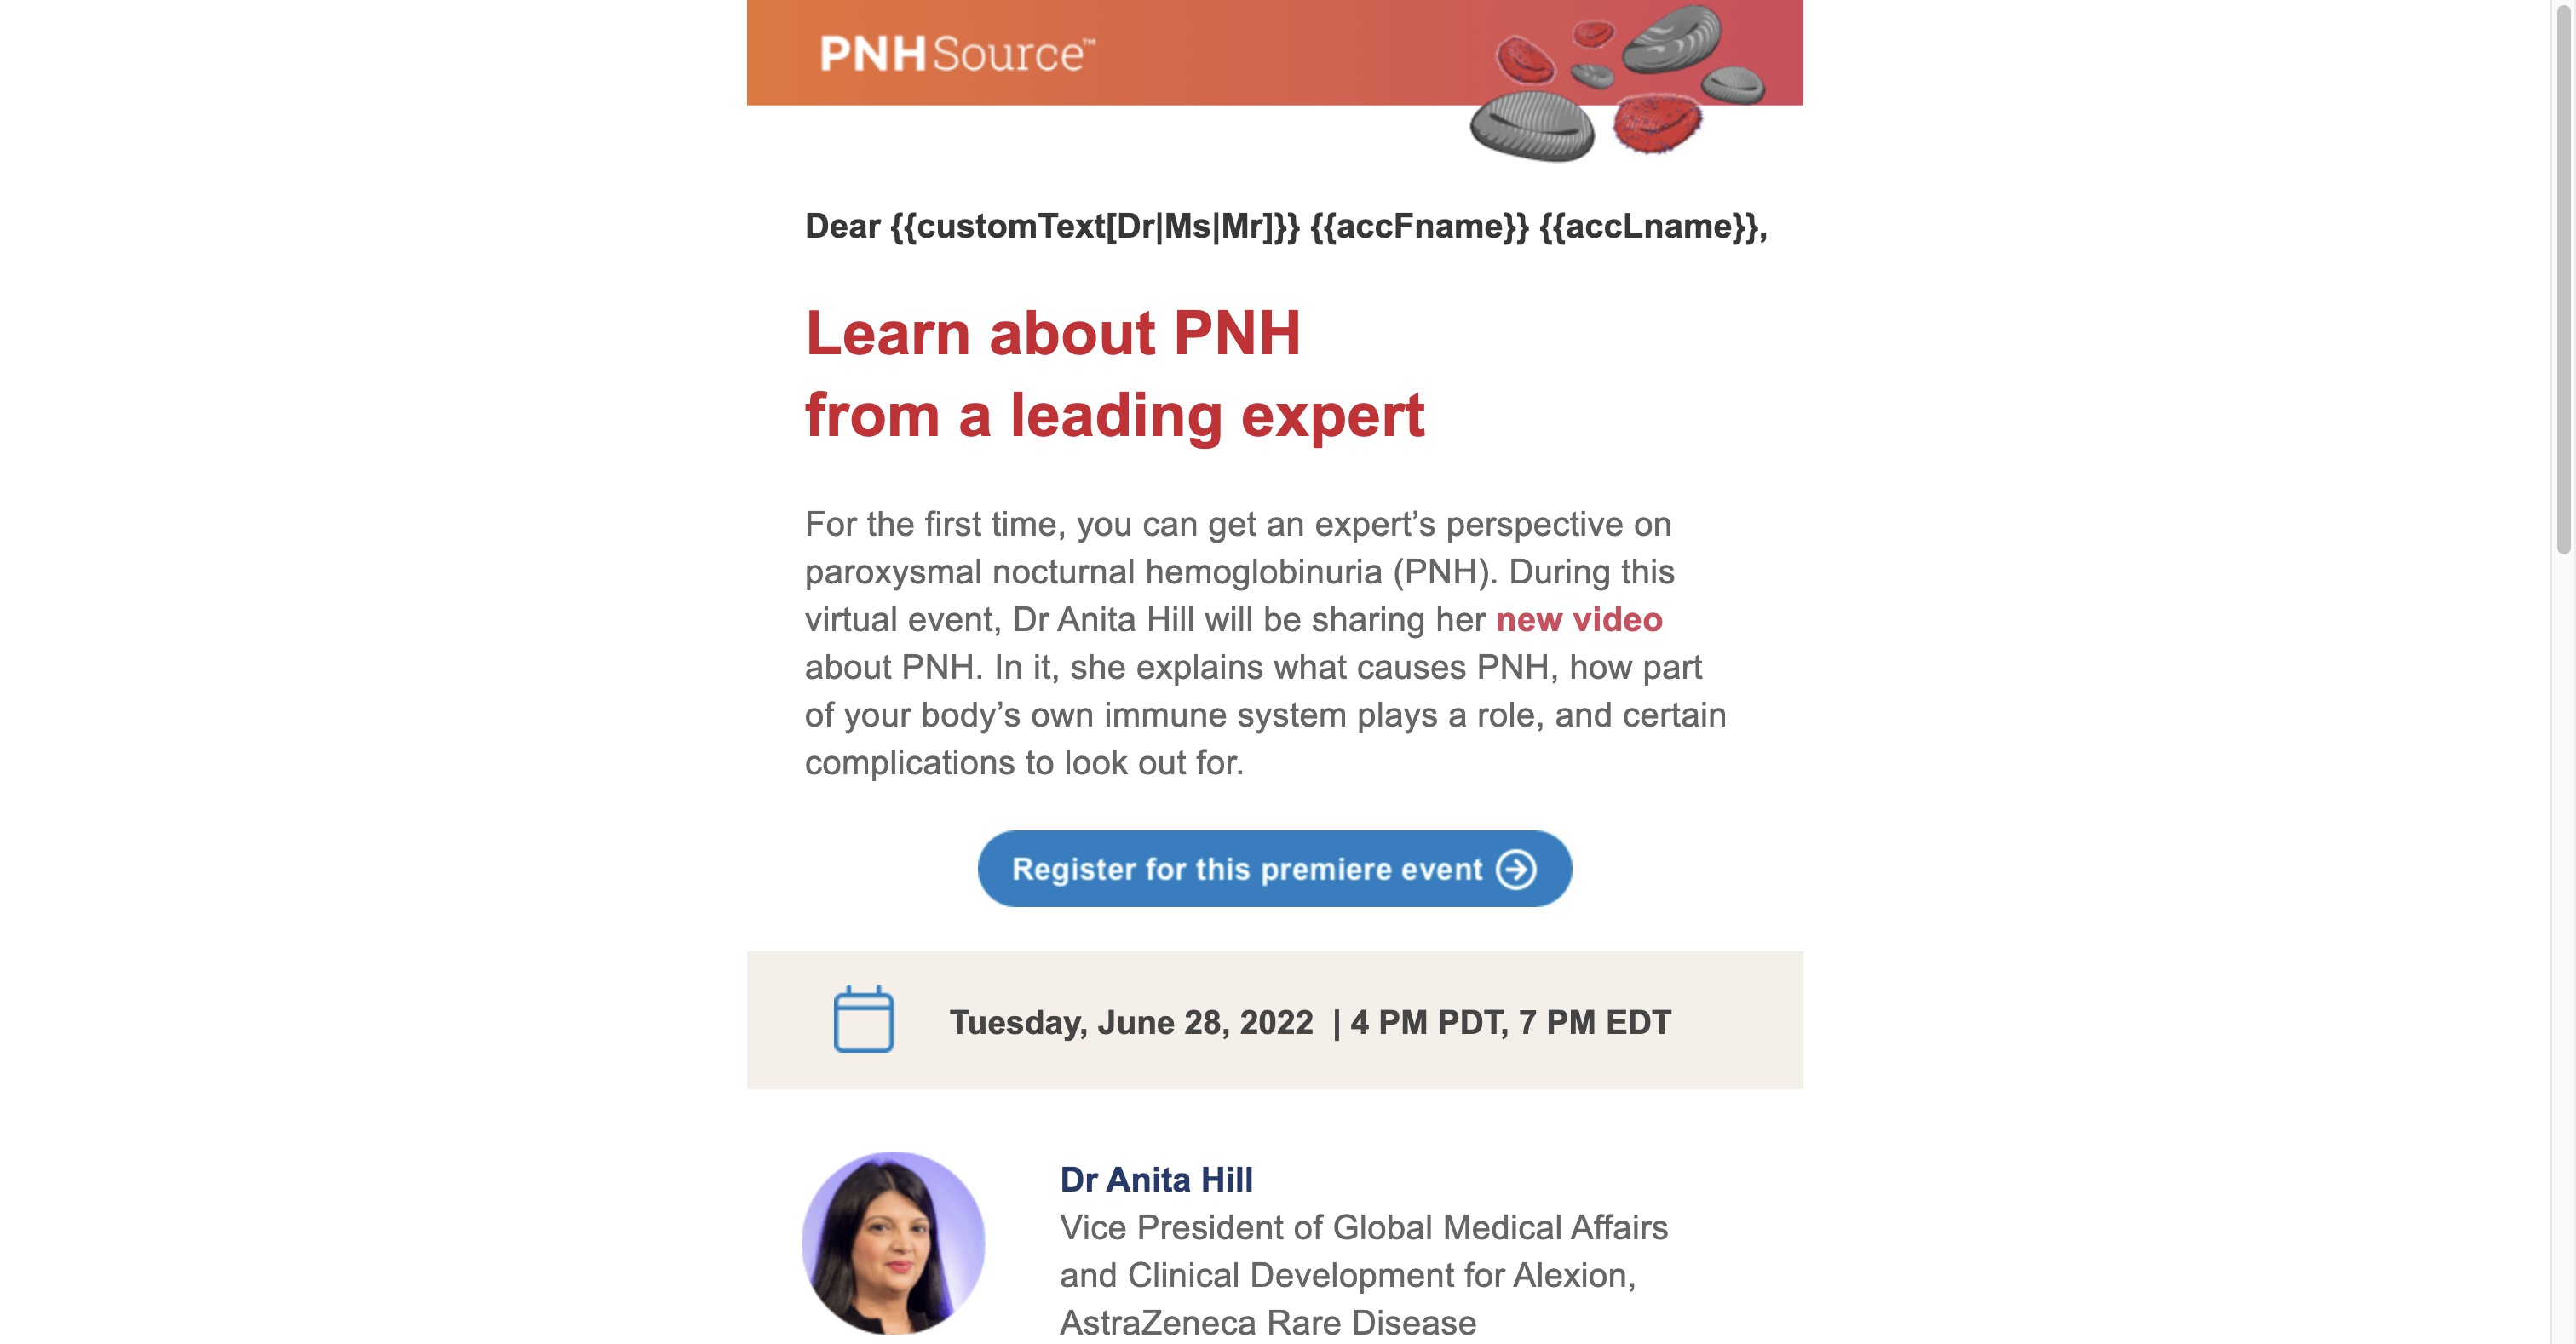 PNHSource™
Dear {{customText[Dr|Ms|Mr]}} {{accFname}} {{accLname}},
Learn about PNH
from a leading expert
For the first time, you can get an expert’s perspective on
paroxysmal nocturnal hemoglobinuria (PNH). During this
virtual event, Dr Anita Hill will be sharing her new video
about PNH. In it, she explains what causes PNH, how part
of your body’s own immune system plays a role, and certain
complications to look out for.
Register for this premiere event
Tuesday, June 28, 2022 | 4 PM PDT, 7 PM EDT
Dr Anita Hill
Vice President of Global Medical Affairs
and Clinical Development for Alexion,
AstraZeneca Rare Disease